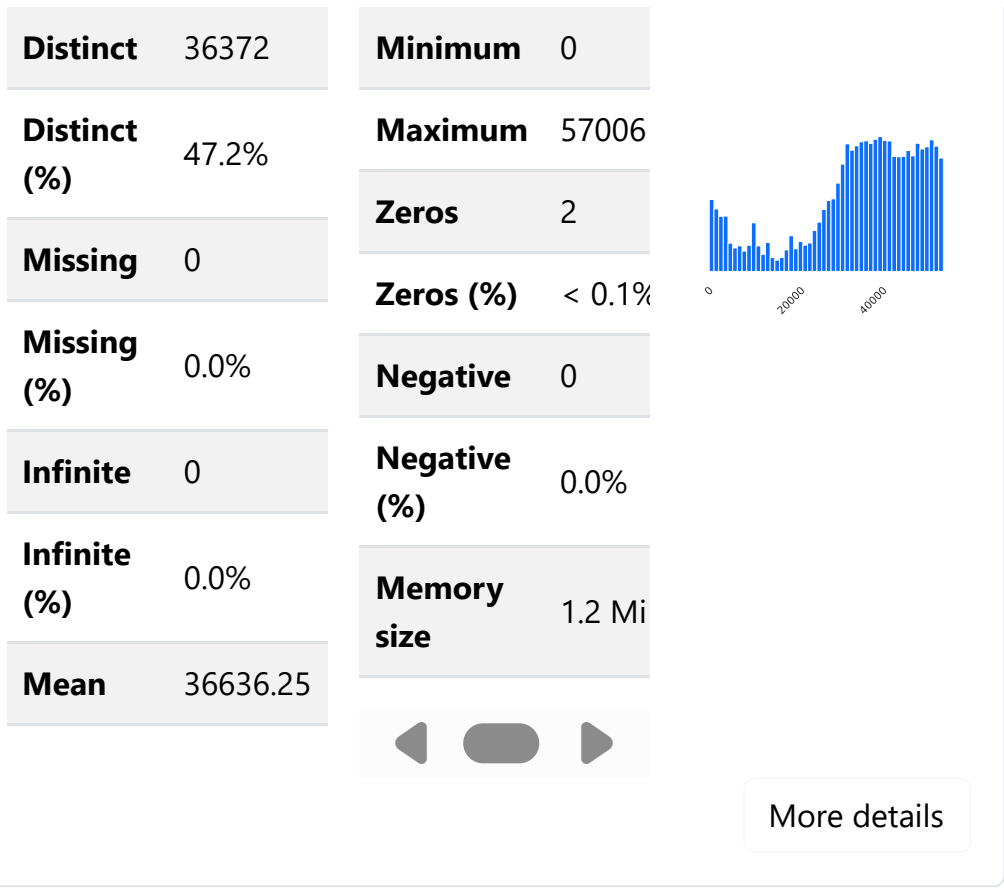 Distinct 36372
Distinct
(%) 47.2%
Missing 0
Missing
(%) 0.0%
Infinite 0
Infinite
(%) 0.0%
Mean 36636.25
Minimum 0
Maximum 57006
Zeros 2
Zeros (%) < 0.1%
Negative 0
Negative
(%) 0.0%
Memory
size 1.2 Mi
0
20000
40000
More details